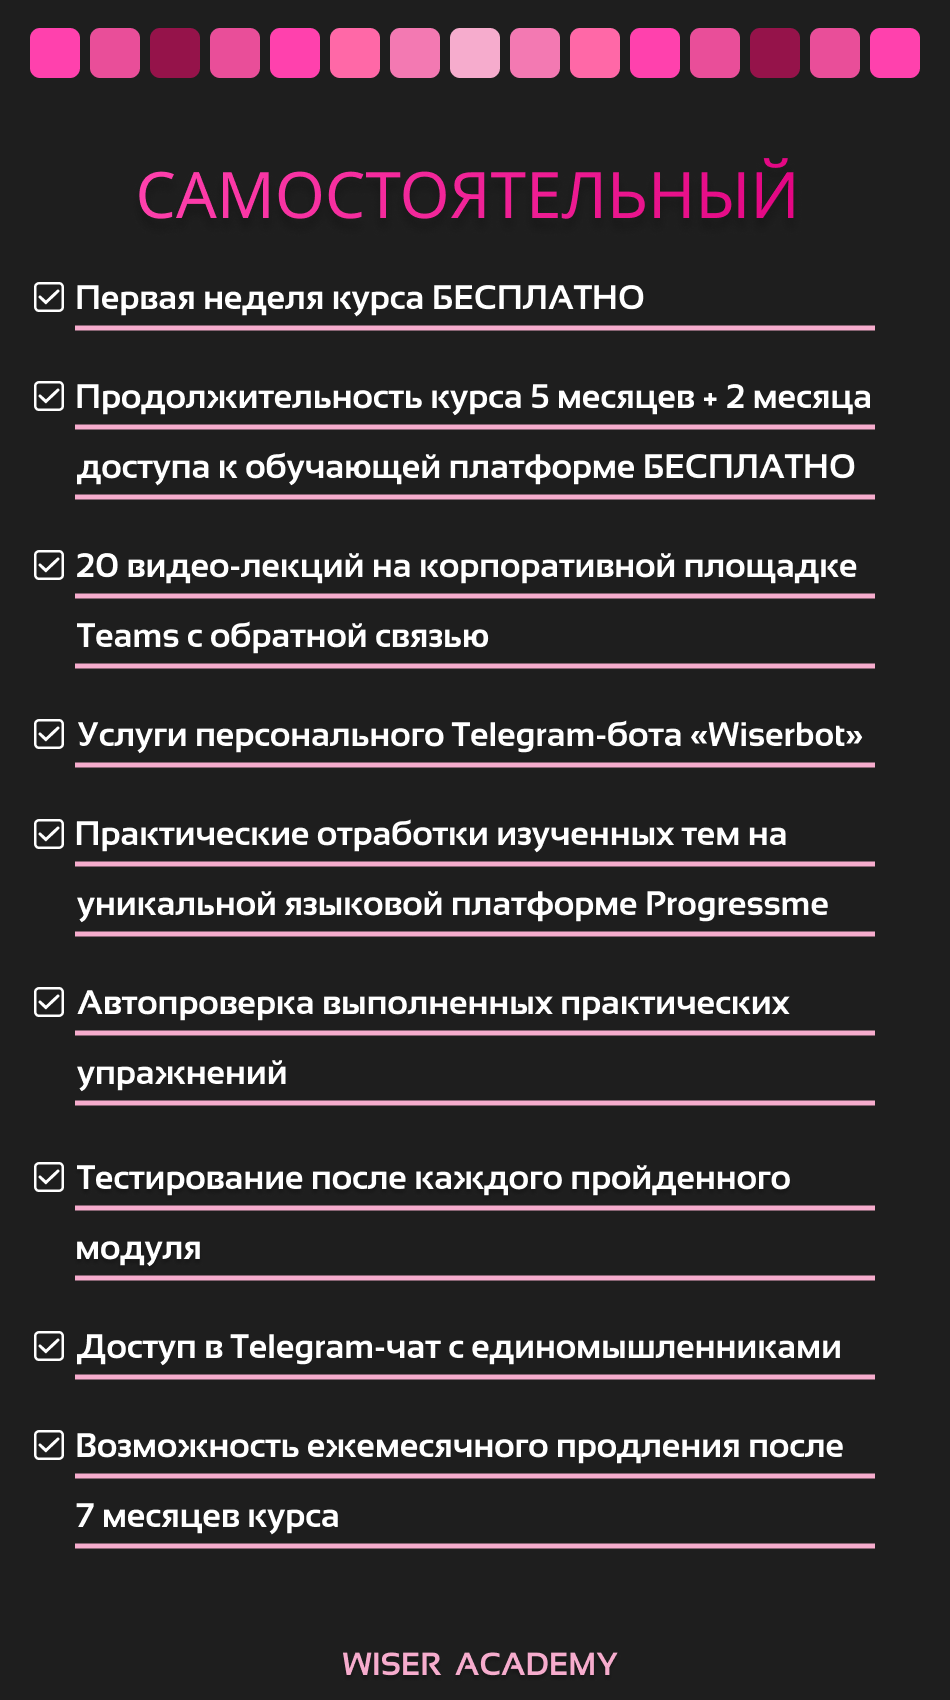 САМОСТОЯТЕЛЬНЫЙ
Первая неделя курса БЕСПЛАТНО
Продолжительность курса 5 месяцев + 2 месяца
доступа к обучающей платформе БЕСПЛАТНО
20 видео-лекций на корпоративной площадке
Teams с обратной связью
Услуги персонального Telegram-бота «Wiserbot»
Практические отработки изученных тем на
уникальной языковой платформе Progressme
Автопроверка выполненных практических
упражнений
Тестирование после каждого пройденного
модуля
Доступ в Telegram-чат с единомышленниками
Возможность ежемесячного продления после
7 месяцев курса
WISER ACADEMY